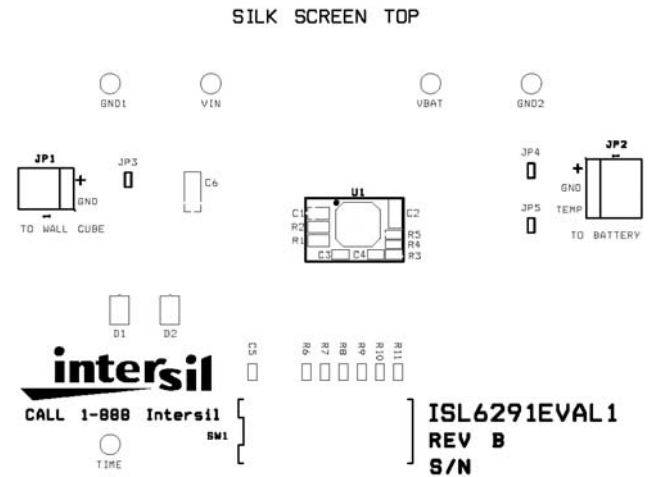 SILK SCREEN TOP
GND1
VIN
VBAT
GND2
JP1
JP3
JP4
JP2
+
GND
C6
U1
+
GND
TEMP
JP5
C1
C2
R2
R1
R5
R4
C3
C4
R3
1
TO WALL CUBE
1
TO BATTERY
D1
D2
C5
R6
R7
R8
R9
R10
R11
intersil
CALL 1-888 Intersil
SW1
TIME
ISL6291EVAL1
REV B
S/N